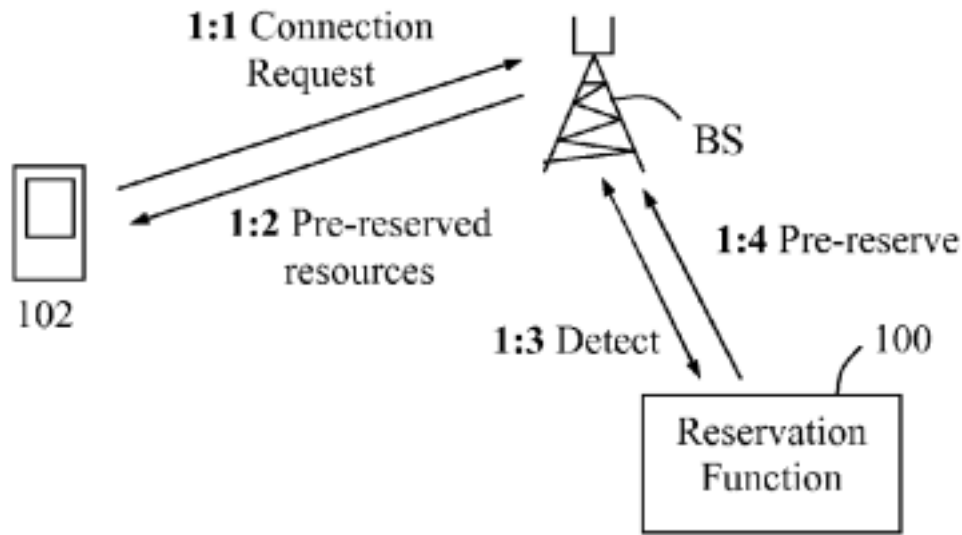 1:1 Connection
Request
BS
1:2 Pre-reserved
resources
1:4 Pre-reserve
102
1:3 Detect
100
Reservation
Function